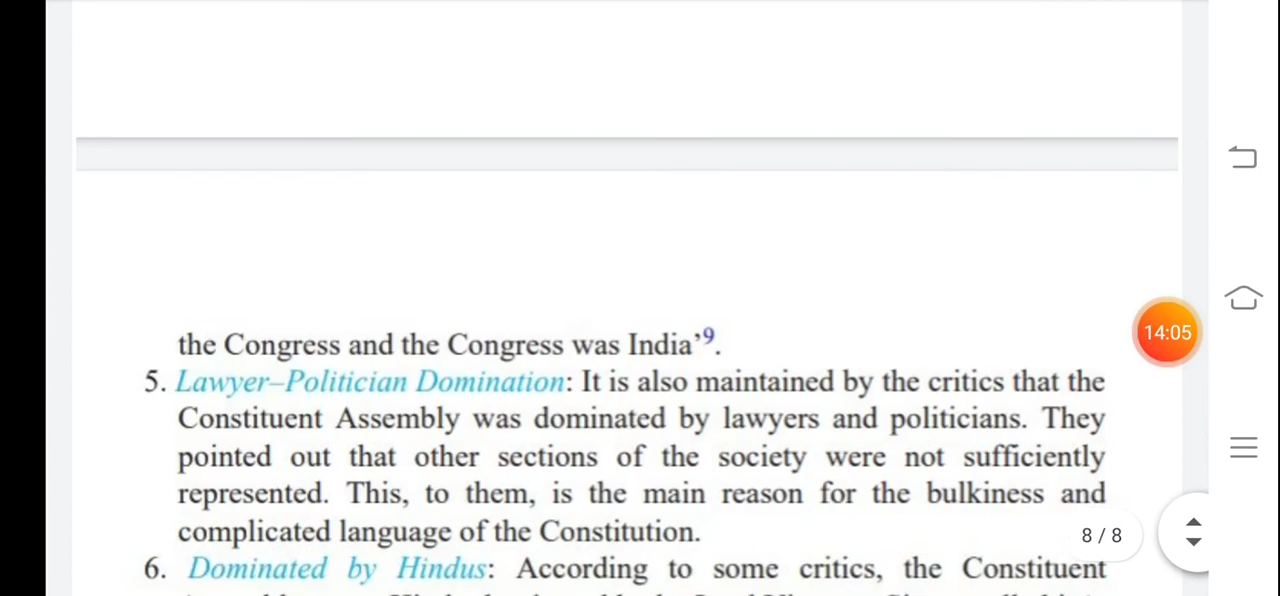 the Congress and the Congress was India’9.
5. Lawyer–Politician Domination: It is also maintained by the critics that the
Constituent Assembly was dominated by lawyers and politicians. They
pointed out that other sections of the society were not sufficiently
represented. This, to them, is the main reason for the bulkiness and
complicated language of the Constitution.
6. Dominated by Hindus: According to some critics, the Constituent
14:05
8 / 8